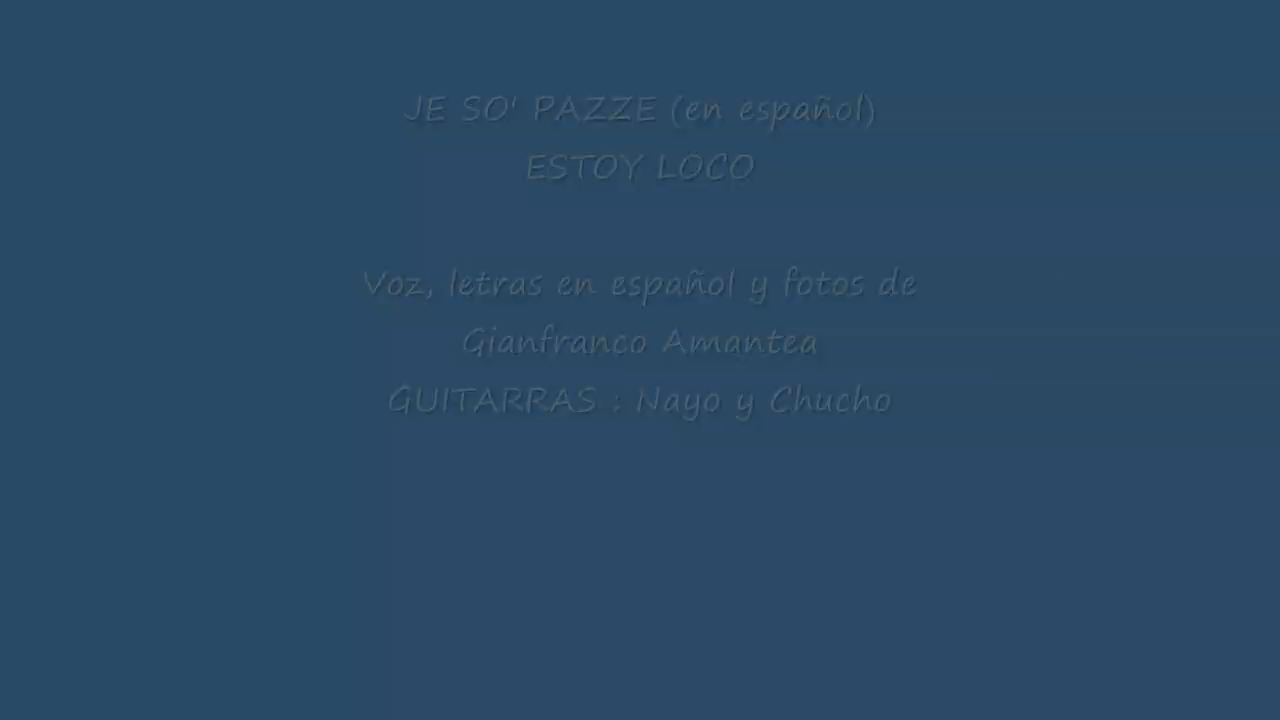 JE SO' PAZZE (en español)
ESTOY LOCO
Voz, letras en español y fotos de
Gianfranco Amantea
GUITARRAS : Nayo y Chucho